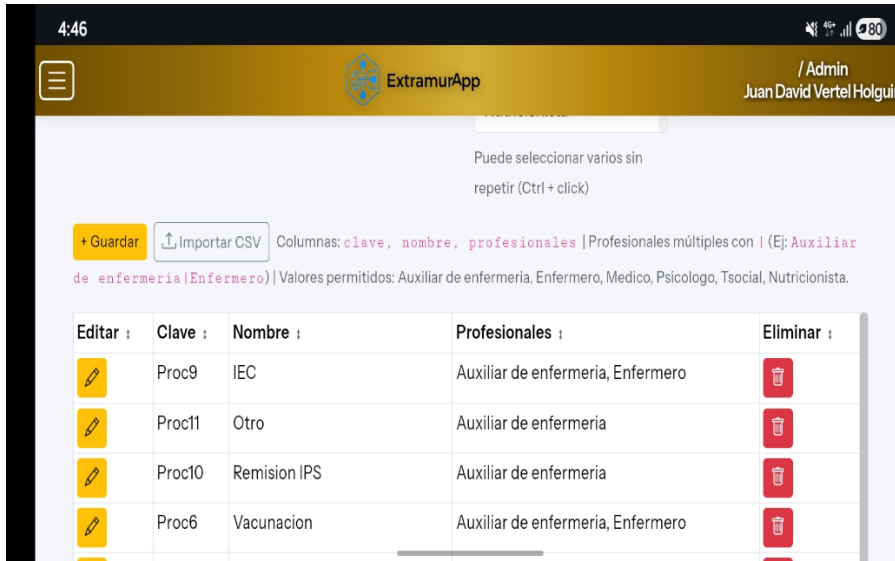 4:46
4G+
80
ExtramurApp
/ Admin
Juan David Vertel Holgui
Puede seleccionar varios sin
repetir (Ctrl + click)
+ Guardar Importar CSV Columnas: clave, nombre, profesionales | Profesionales múltiples con | (Ej: Auxiliar
de enfermeria|Enfermero) | Valores permitidos: Auxiliar de enfermeria, Enfermero, Medico, Psicologo, Tsocial, Nutricionista.
Editar Clave Nombre Profesionales Eliminar
Proc9 IEC Auxiliar de enfermeria, Enfermero
Proc11 Otro Auxiliar de enfermeria
Proc10 Remision IPS Auxiliar de enfermeria
Proc6 Vacunacion Auxiliar de enfermeria, Enfermero